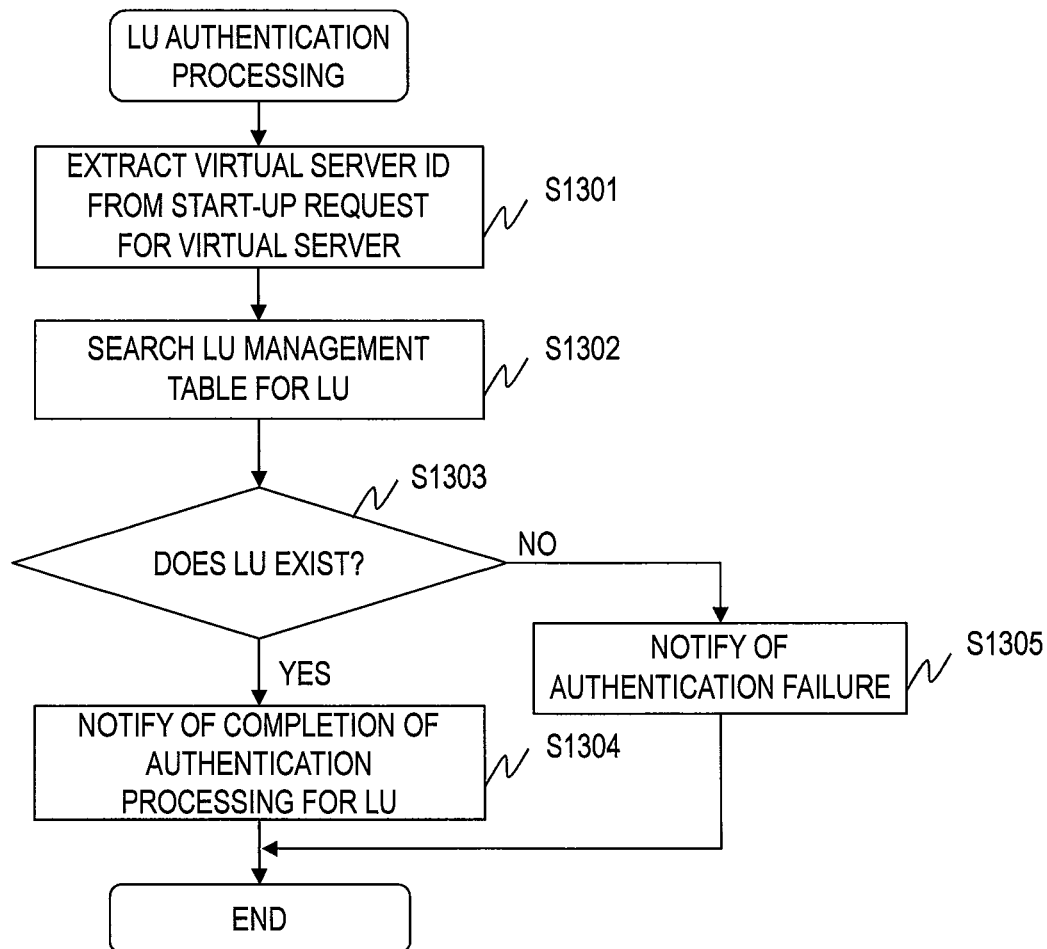 LU AUTHENTICATION
PROCESSING
EXTRACT VIRTUAL SERVER ID
FROM START-UP REQUEST
FOR VIRTUAL SERVER
S1301
SEARCH LU MANAGEMENT
TABLE FOR LU
S1302
S1303
DOES LU EXIST?
NO
YES
NOTIFY OF
AUTHENTICATION FAILURE
S1305
NOTIFY OF COMPLETION OF
AUTHENTICATION
PROCESSING FOR LU
S1304
END